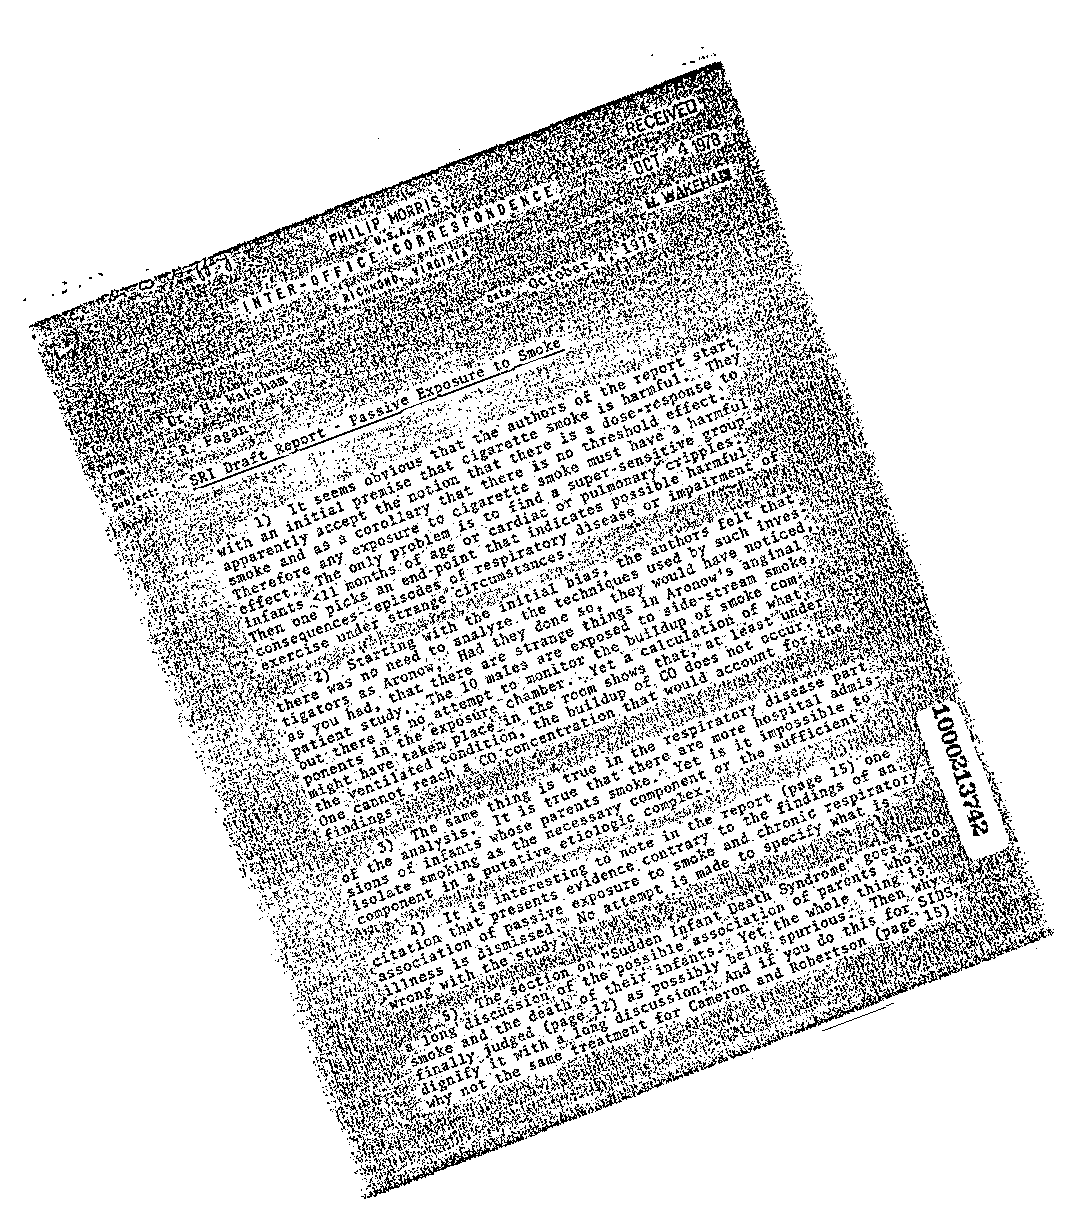 RECEIVED
OCT 4 1978
H. WAKEHAM
PHILIP MORRIS
U.S.A.
INTER-OFFICE CORRESPONDENCE
RICHMOND, VIRGINIA
Date: October 4, 1978
Dr. H. Wakeham
From: R. Fagan
Subject: SRI Draft Report - Passive Exposure to Smoke
1) It seems obvious that the authors of the report start
with an initial premise that cigarette smoke is harmful. They
apparently accept the notion that there is a dose-response to
smoke and as a corollary that there is no threshold effect.
Therefore any exposure to cigarette smoke must have a harmful
effect. The only problem is to find a super-sensitive group -
infants <11 months of age or cardiac or pulmonary cripples.
Then one picks an end-point that indicates possible harmful
consequences - episodes of respiratory disease or impairment of
exercise under strange circumstances.
2) Starting with the initial bias, the authors felt that
there was no need to analyze the techniques used by such inves-
tigators as Aronow. Had they done so, they would have noticed,
as you had, that there are strange things in Aronow's anginal
patient study. The 10 males are exposed to side-stream smoke,
but there is no attempt to monitor the buildup of smoke com-
ponents in the exposure chamber. Yet a calculation of what
might have taken place in the room shows that, at least under
the ventilated condition, the buildup of CO does not occur.
One cannot reach a CO concentration that would account for the
findings.
3) The same thing is true in the respiratory disease part
of the analysis. It is true that there are more hospital admis-
sions of infants whose parents smoke. Yet is it impossible to
isolate smoking as the necessary component or the sufficient
component in a putative etiologic complex.
4) It is interesting to note in the report (page 15) one
citation that presents evidence contrary to the findings of an
association of passive exposure to smoke and chronic respiratory
illness is dismissed. No attempt is made to specify what is
wrong with the study.
5) The section on "Sudden Infant Death Syndrome" goes into
a long discussion of the possible association of parents who
smoke and the death of their infants. Yet the whole thing is
finally judged (page 12) as possibly being spurious. Then why
dignify it with a long discussion? And if you do this for SIDS,
why not the same treatment for Cameron and Robertson (page 15)
1000213742